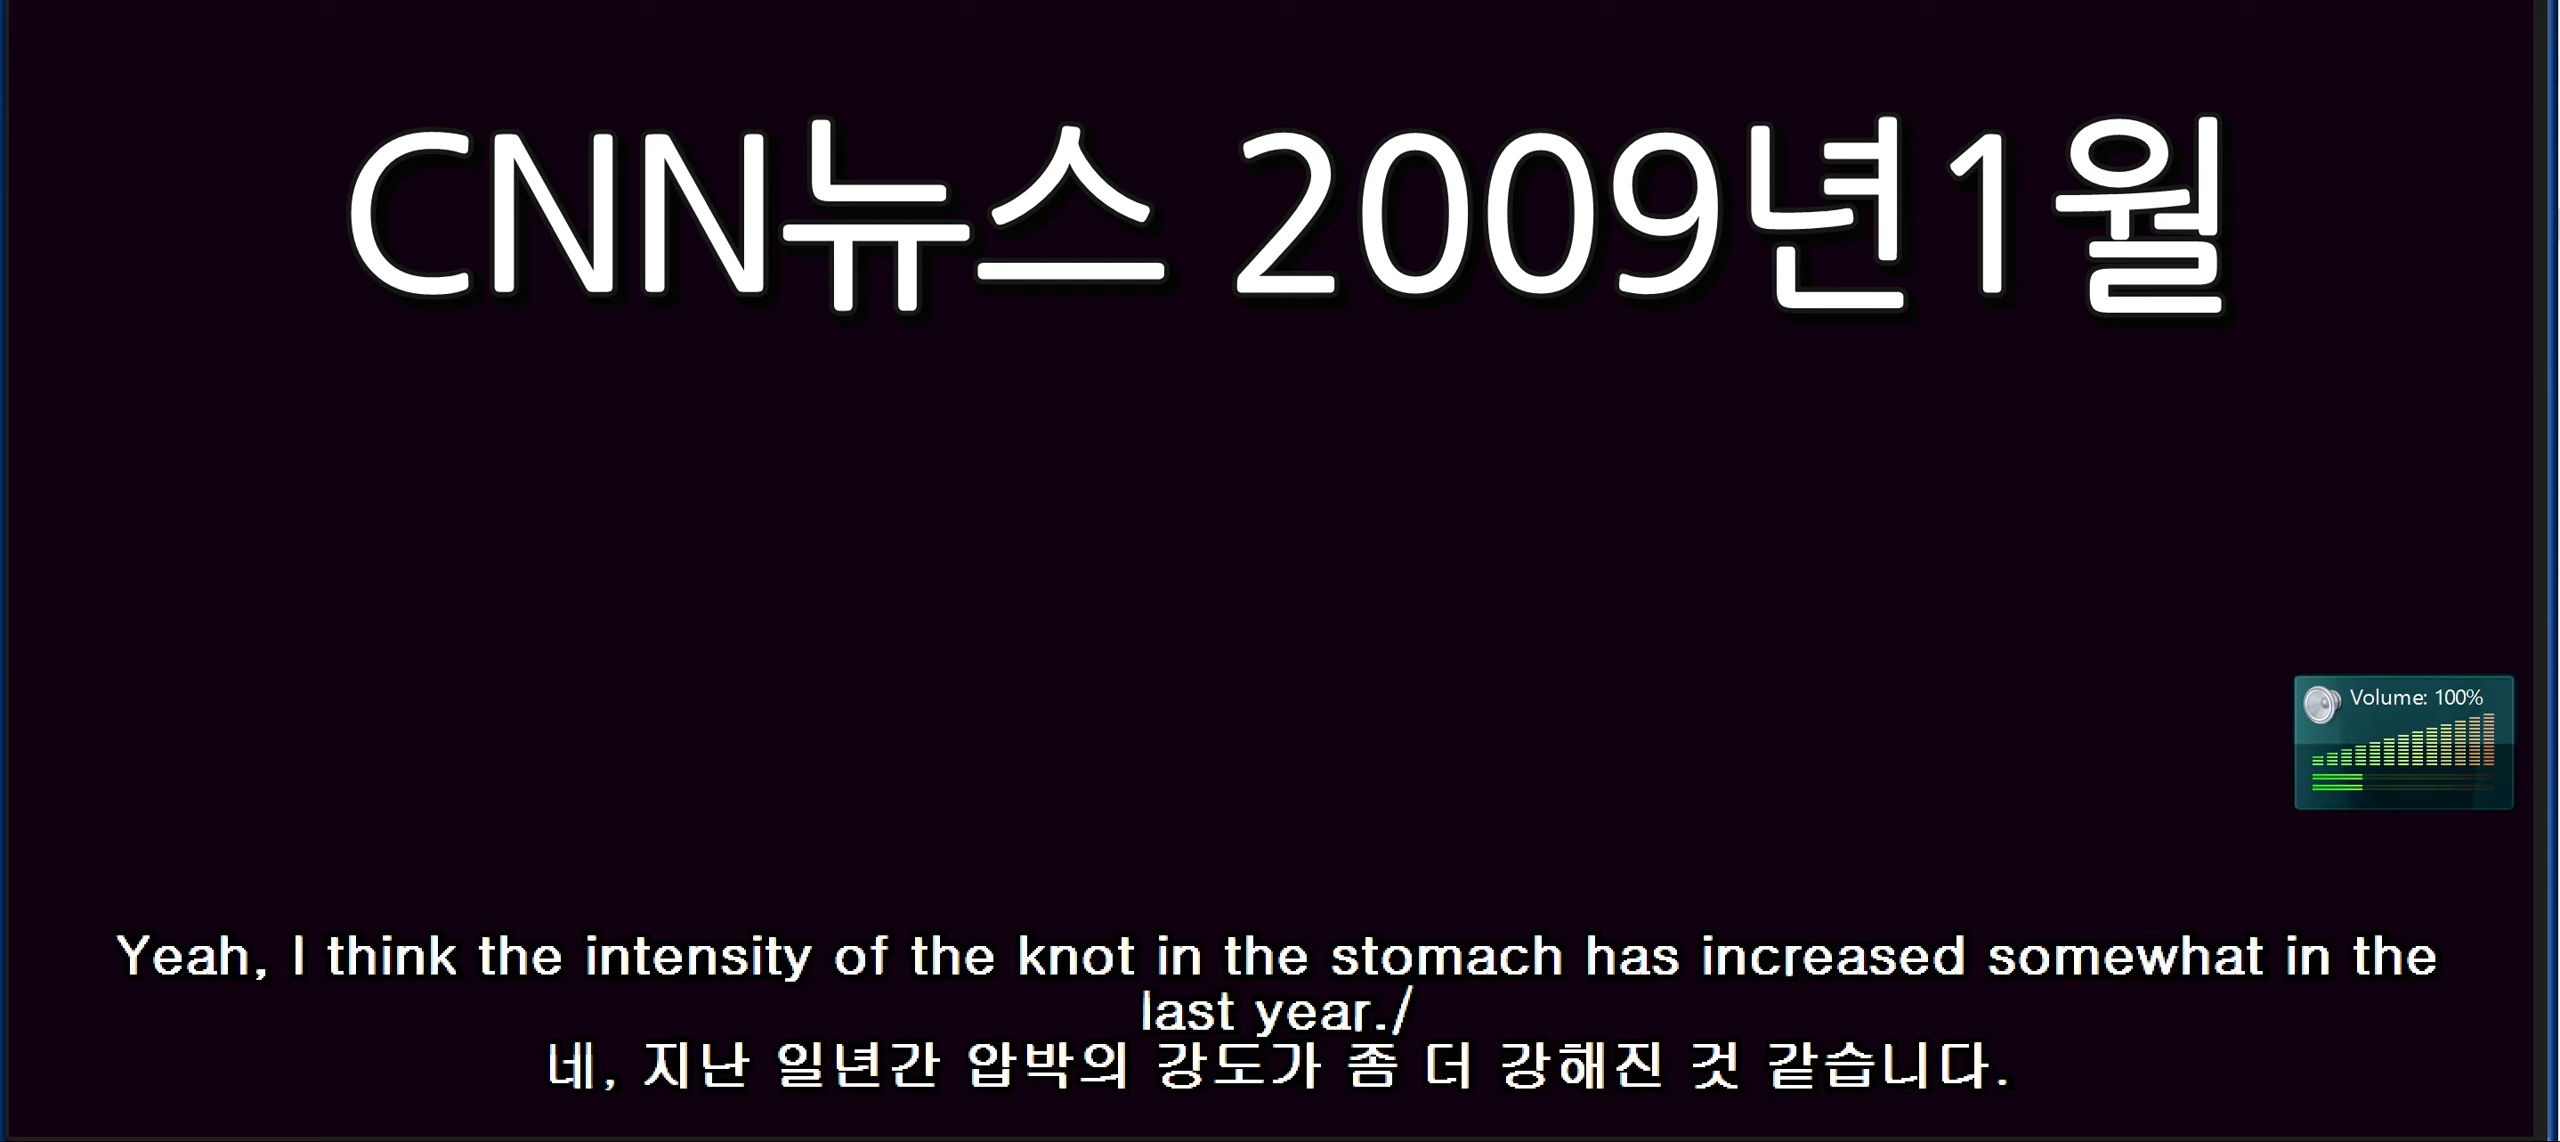 CNN뉴스 2009년1월
Volume: 100%
Yeah, I think the intensity of the knot in the stomach has increased somewhat in the
last year./
네, 지난 일년간 압박의 강도가 좀 더 강해진 것 같습니다.